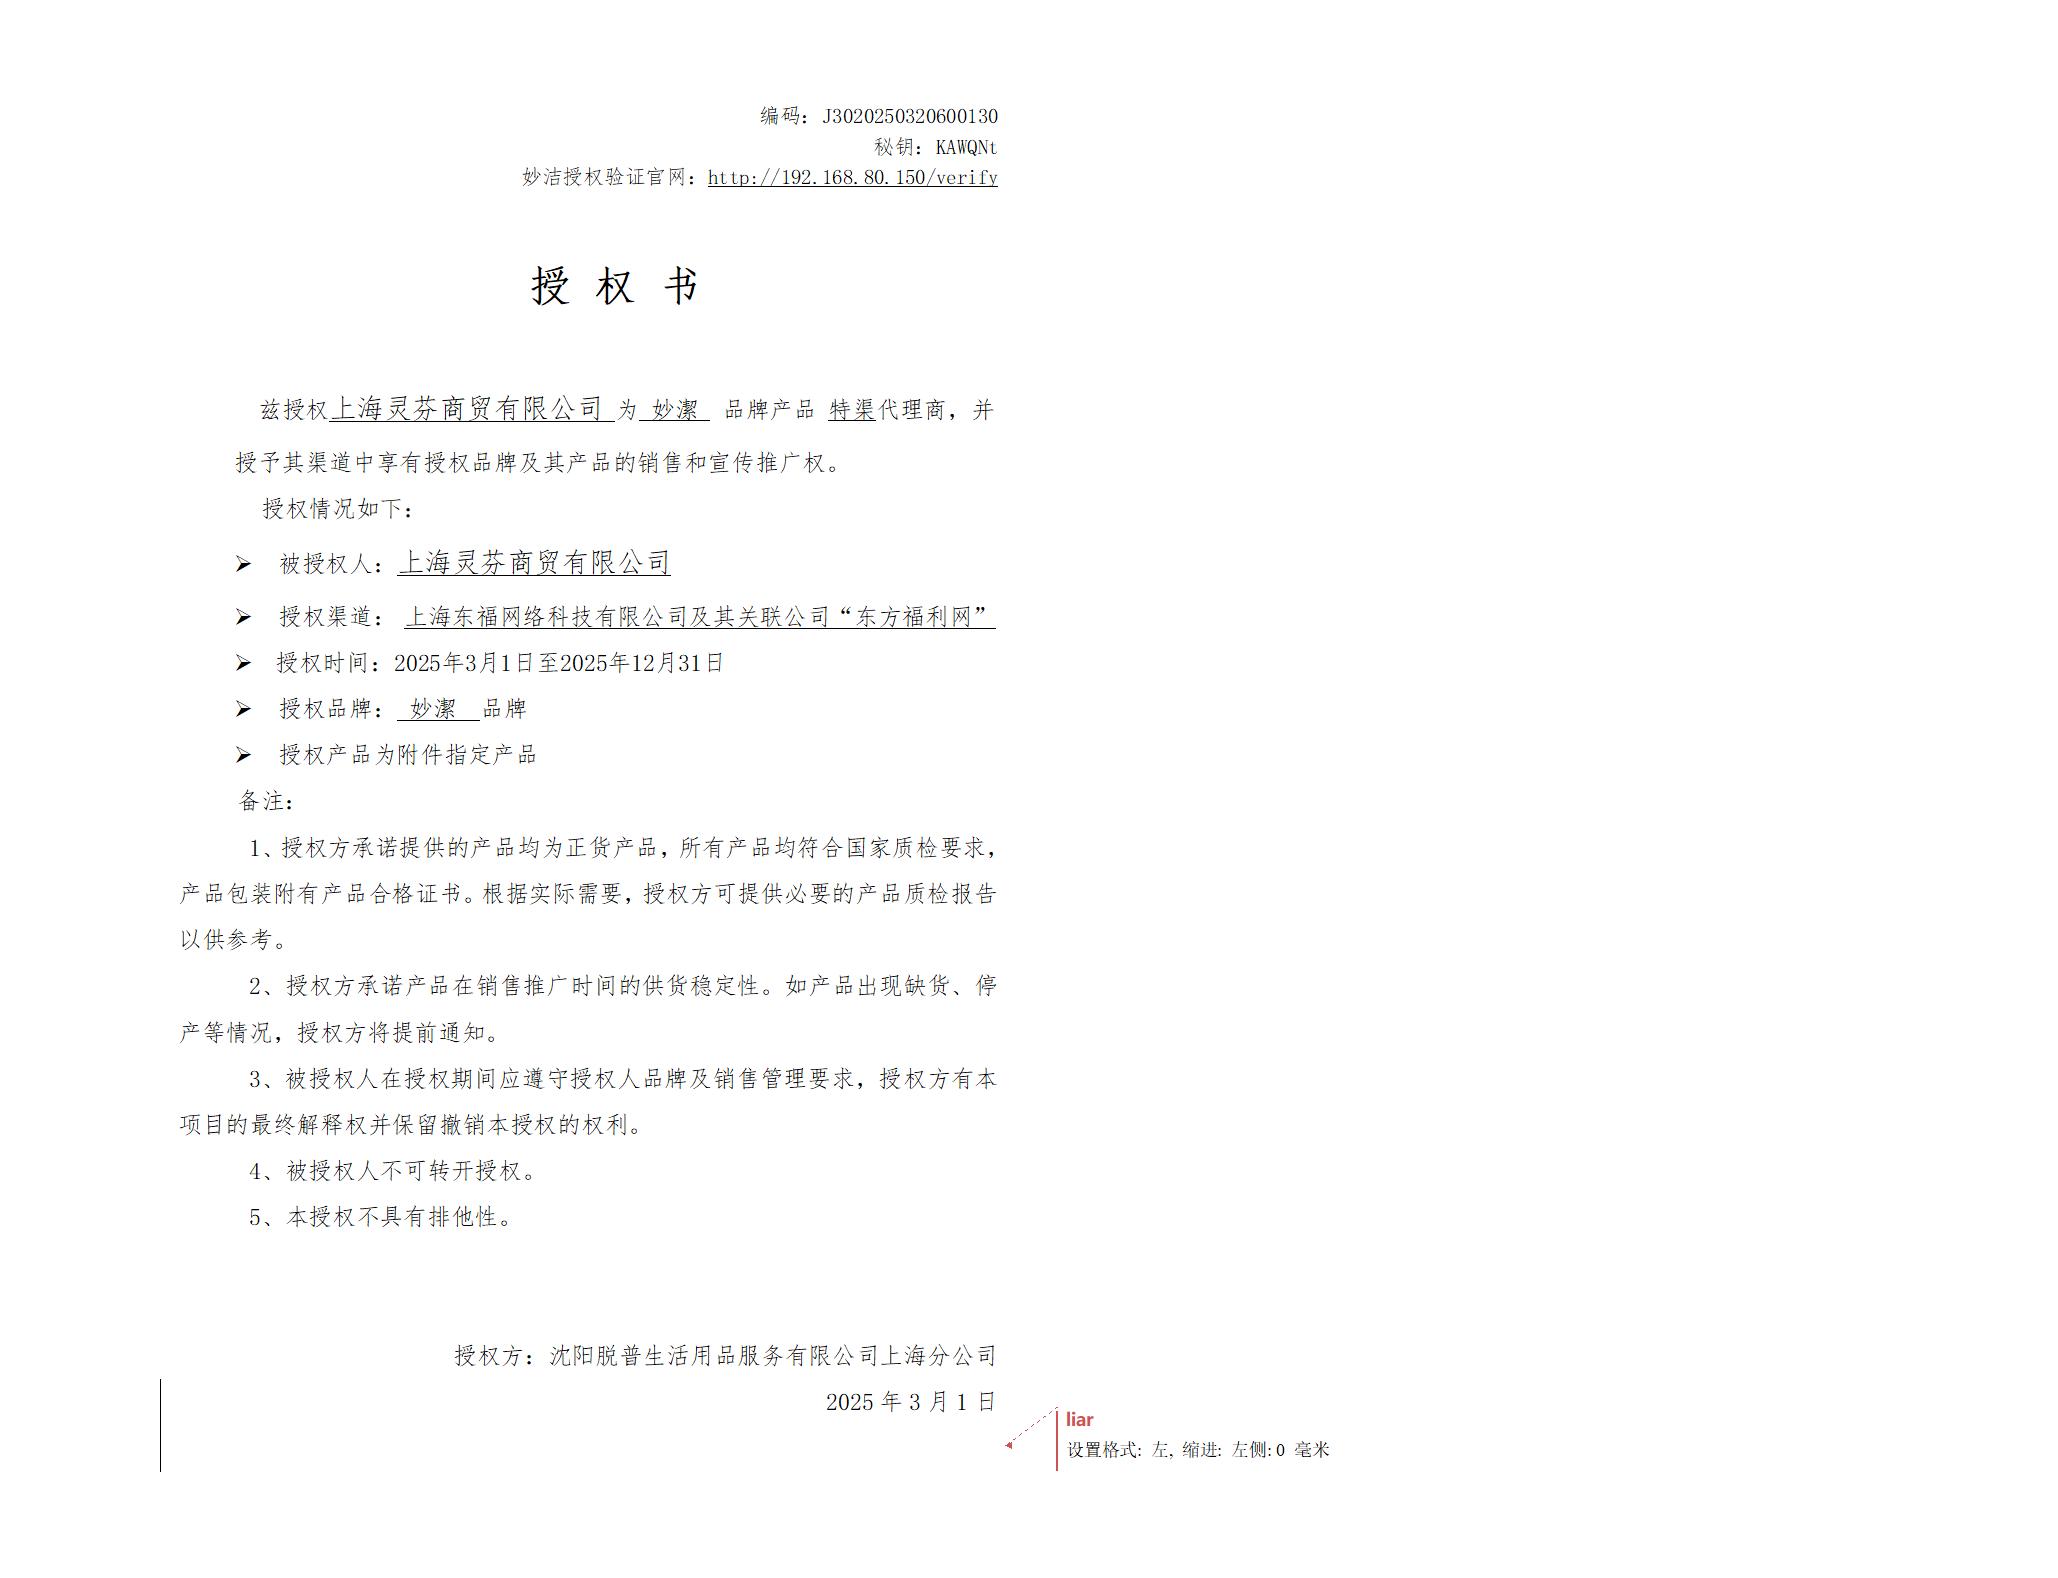 编码：J3020250320600130
秘钥：KAWQNt
妙洁授权验证官网：http://192.168.80.150/verify
授 权 书
兹授权上海灵芬商贸有限公司 为 妙潔 品牌产品 特渠代理商，并
授予其渠道中享有授权品牌及其产品的销售和宣传推广权。
授权情况如下：
➢ 被授权人：上海灵芬商贸有限公司
➢ 授权渠道： 上海东福网络科技有限公司及其关联公司“东方福利网”
➢ 授权时间：2025年3月1日至2025年12月31日
➢ 授权品牌： 妙潔 品牌
➢ 授权产品为附件指定产品
备注：
1、授权方承诺提供的产品均为正货产品，所有产品均符合国家质检要求，
产品包装附有产品合格证书。根据实际需要，授权方可提供必要的产品质检报告
以供参考。
2、授权方承诺产品在销售推广时间的供货稳定性。如产品出现缺货、停
产等情况，授权方将提前通知。
3、被授权人在授权期间应遵守授权人品牌及销售管理要求，授权方有本
项目的最终解释权并保留撤销本授权的权利。
4、被授权人不可转开授权。
5、本授权不具有排他性。
授权方：沈阳脱普生活用品服务有限公司上海分公司
2025 年 3 月 1 日
liar
设置格式: 左, 缩进: 左侧: 0 毫米